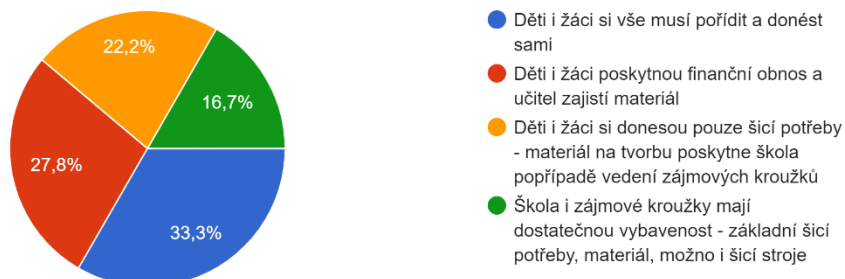 22,2%
16,7%
27,8%
33,3%
Děti i žáci si vše musí pořídit a donést
sami
Děti i žáci poskytnou finanční obnos a
učitel zajistí materiál
Děti i žáci si donesou pouze šicí potřeby
- materiál na tvorbu poskytne škola
popřípadě vedení zájmových kroužků
Škola i zájmové kroužky mají
dostatečnou vybavenost - základní šicí
potřeby, materiál, možno i šicí stroje